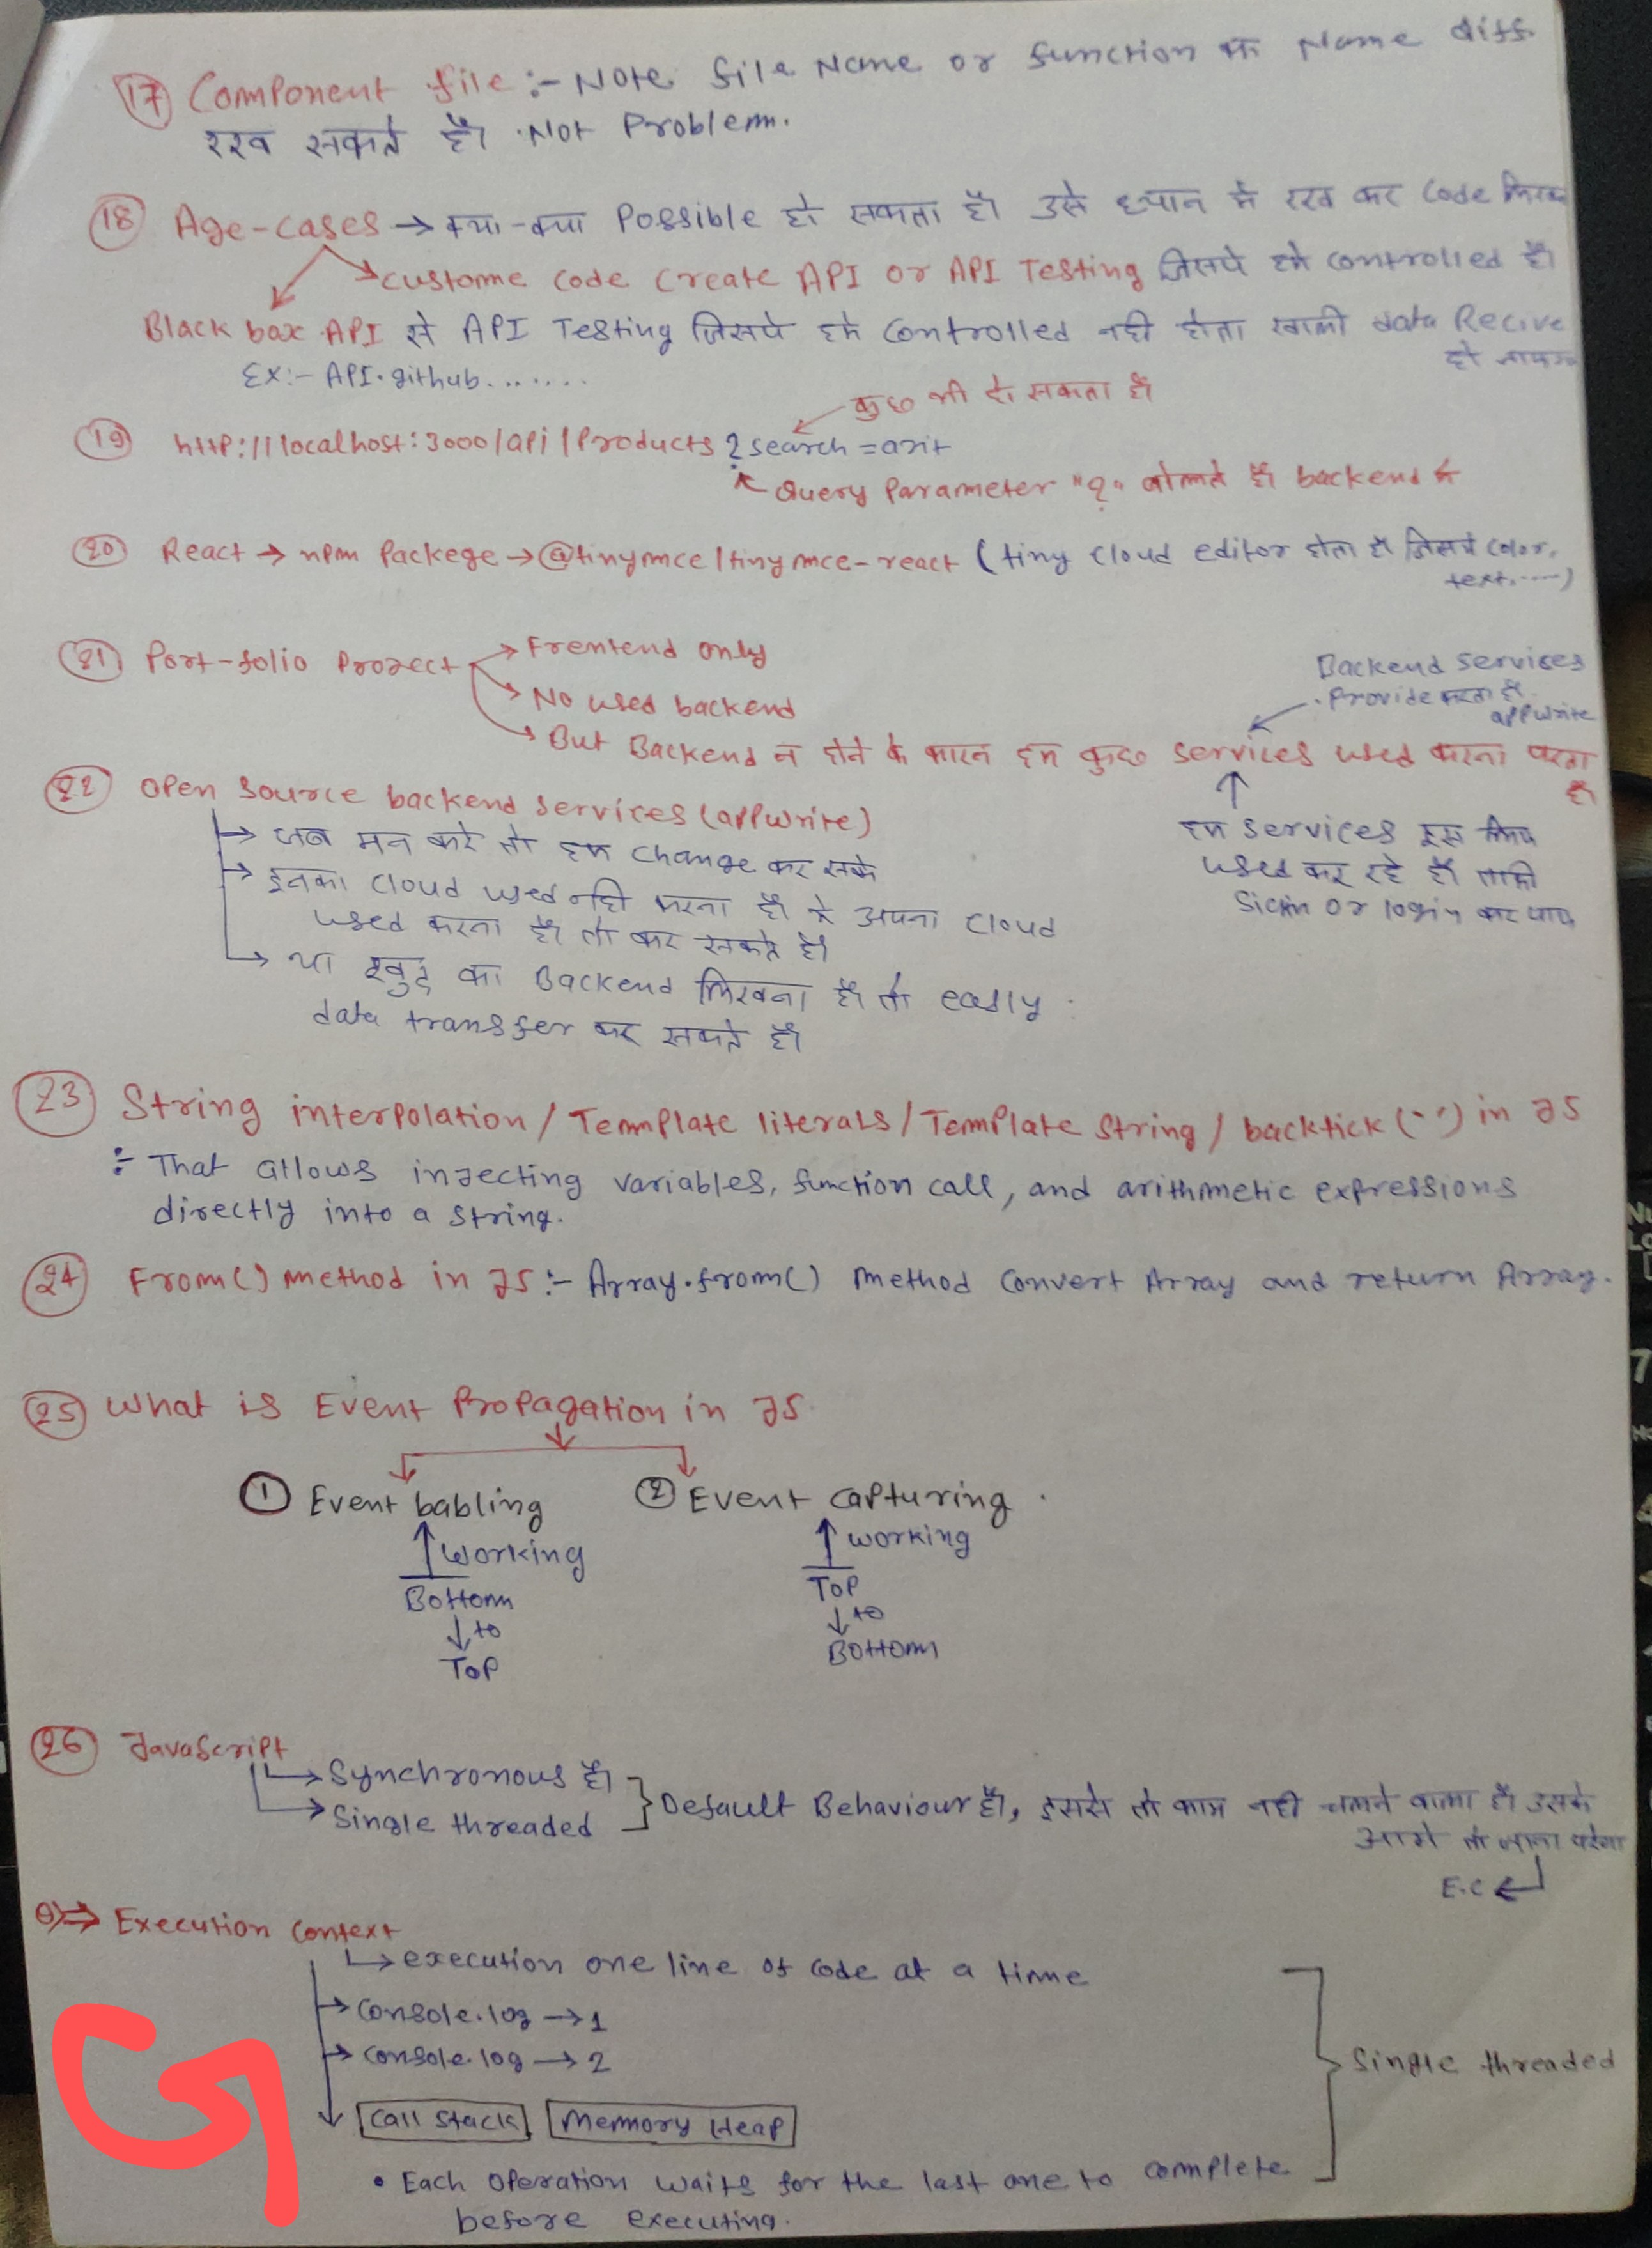 17 Component file :- Note file Name or function का Name diff.
रख सकते है। Not Problem.
18 Age-cases → क्या-क्या Possible हो सकता है। उसे ध्यान में रख कर Code लिखना
Custome Code Create API or API Testing जिसपे हमे controlled है।
Black box API से API Testing जिसपे हमे Controlled नही होता खाली data Recive
हो जायगा
Ex:- API.github.......
कुछ भी हो सकता है
19 http://localhost:3000/api/Products?search=arit
Query Parameter "?" बोलते है। backend में
20 React → npm Packege → @tinymce/tinymce-react (tiny cloud editor होता है जिसमे color,
text.....)
21 Port-folio Project → Frentend only
→ No used backend
Backend Services
Provide करता है
appwrite
→ But Backend न होने के कारन हम कुछ services used करना परता
है।
22 Open Source backend services (appwrite)
→ जब मन करे तो हम change कर सके
→ इनका cloud used नही करना है। मे अपना cloud
used करना है। तो कर सकते है।
→ या खुद का Backend लिखना है। तो easily
data transfer कर सकते है।
हम services इस लिए
used कर रहे है। ताकी
Sickin or login कर पाए
23 String interpolation/Template literals/Template String/backtick (` `) in JS
:- That allows injecting variables, function call, and arithmetic expressions
directly into a string.
24 From() method in JS :- Array.from() method convert Array and return Array.
25 What is Event Propagation in JS
1 Event babling 2 Event capturing.
↑ working ↑ working
Bottom Top
↓ to ↓ to
Top Bottom
26 JavaScript
→ Synchronous है।
→ Single threaded } Default Behaviour है।, इससे तो काम नही चलने वाला है। उसके
आगे तो जाना परेगा
E.C ↵
⇒ Execution Context
↳ execution one line of code at a time
→ Console.log → 1
→ Console.log → 2
Single threaded
Call Stack Memory Heap
• Each operation waits for the last one to complete
before executing.